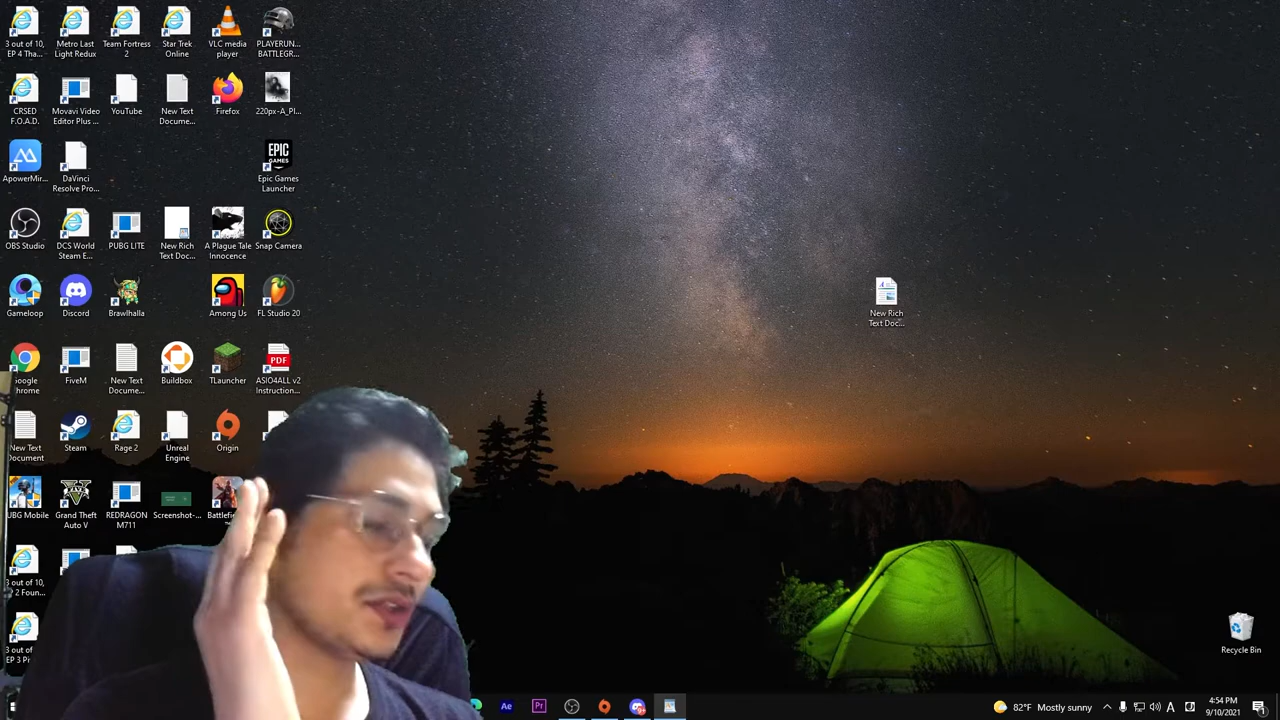 3 out of 10,
EP 4 Tha...
Metro Last
Light Redux
Team Fortress
2
Star Trek
Online
VLC media
player
PLAYERUN...
BATTLEGR...
CRSED
F.O.A.D.
Movavi Video
Editor Plus ...
YouTube
New Text
Docume...
Firefox
220px-A_Pl...
ApowerMir...
DaVinci
Resolve Pro...
EPIC
GAMES
Epic Games
Launcher
OBS Studio
DCS World
Steam E...
PUBG LITE
New Rich
Text Doc...
A Plague Tale
Innocence
Snap Camera
Gameloop
Discord
Brawlhalla
Among Us
FL Studio 20
New Rich
Text Doc...
Google
Chrome
FiveM
New Text
Docume...
Buildbox
TLauncher
PDF
ASIO4ALL v2
Instruction...
New Text
Document
Steam
Rage 2
Unreal
Engine
Origin
UBG Mobile
Grand Theft
Auto V
REDRAGON
M711
Screenshot-...
Battlefie
3 out of 10,
2 Foun...
3 out of
EP 3 Pi
Recycle Bin
Ae
Pr
82°F Mostly sunny
A
4:54 PM
9/10/2021